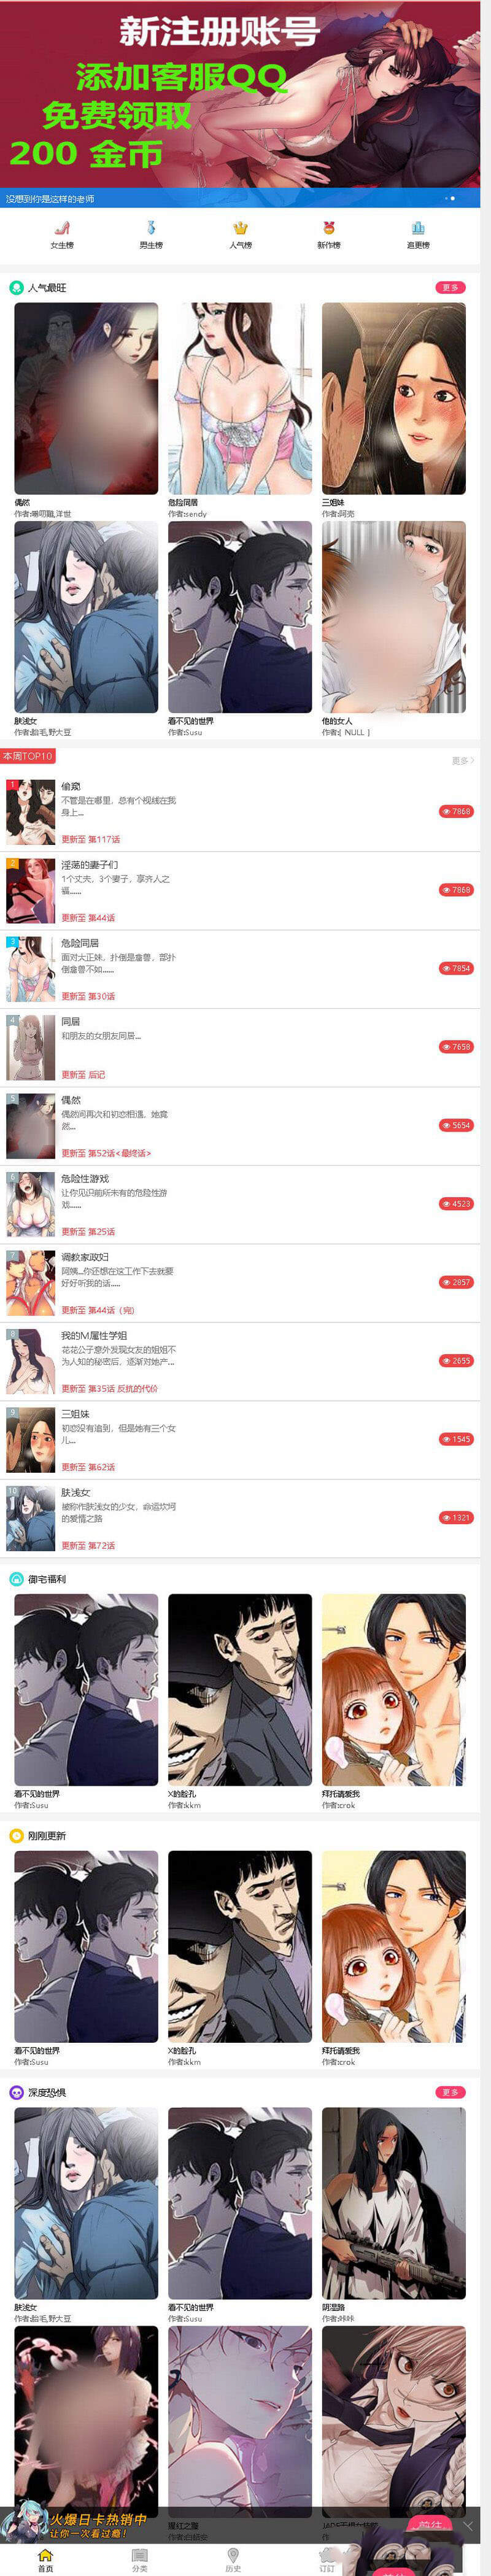 新注册账号
添加客服QQ
免费领取
200 金币
没想到你是这样的老师
女生榜
男生榜
人气榜
新作榜
追更榜
人气最旺
更多
偶然
危险同居
作者:sendy
三姐妹
作者:阿亮
肤浅女
作者:胎毛,野大豆
看不见的世界
作者:Susu
他的女人
作者:[ NULL ]
本周TOP10
更多
1
偷窥
不管是在哪里，总有个视线在我
身上...
更新至 第117话
7868
2
淫荡的妻子们
1个丈夫，3个妻子，享齐人之
福......
更新至 第44话
7868
3
危险同居
面对大正妹，扑倒是禽兽，部扑
倒禽兽不如......
更新至 第30话
7854
4
同居
和朋友的女朋友同居...
更新至 后记
7658
5
偶然
偶然间再次和初恋相遇，她竟
然...
更新至 第52话<最终话>
5654
6
危险性游戏
让你见识前所未有的危险性游
戏......
更新至 第25话
4523
7
调教家政妇
阿姨...你还想在这工作下去就要
好好听我的话.....
更新至 第44话 (完)
2857
8
我的M属性学姐
花花公子意外发现女友的姐姐不
为人知的秘密后，逐渐对她产...
更新至 第35话 反抗的代价
2655
9
三姐妹
初恋没有追到，但是她有三个女
儿...
更新至 第62话
1545
10
肤浅女
被称作肤浅女的少女，命运坎坷
的爱情之路
更新至 第72话
1321
御宅福利
看不见的世界
作者:Susu
X的脸孔
作者:kkm
拜托请爱我
作者:crok
刚刚更新
看不见的世界
作者:Susu
X的脸孔
作者:kkm
拜托请爱我
作者:crok
深度恐惧
更多
肤浅女
作者:胎毛,野大豆
看不见的世界
作者:Susu
阴湿路
作者:咔咔
猩红之瞳
火爆日卡热销中
让你一次看过瘾！
前往
首页
分类
历史
订订